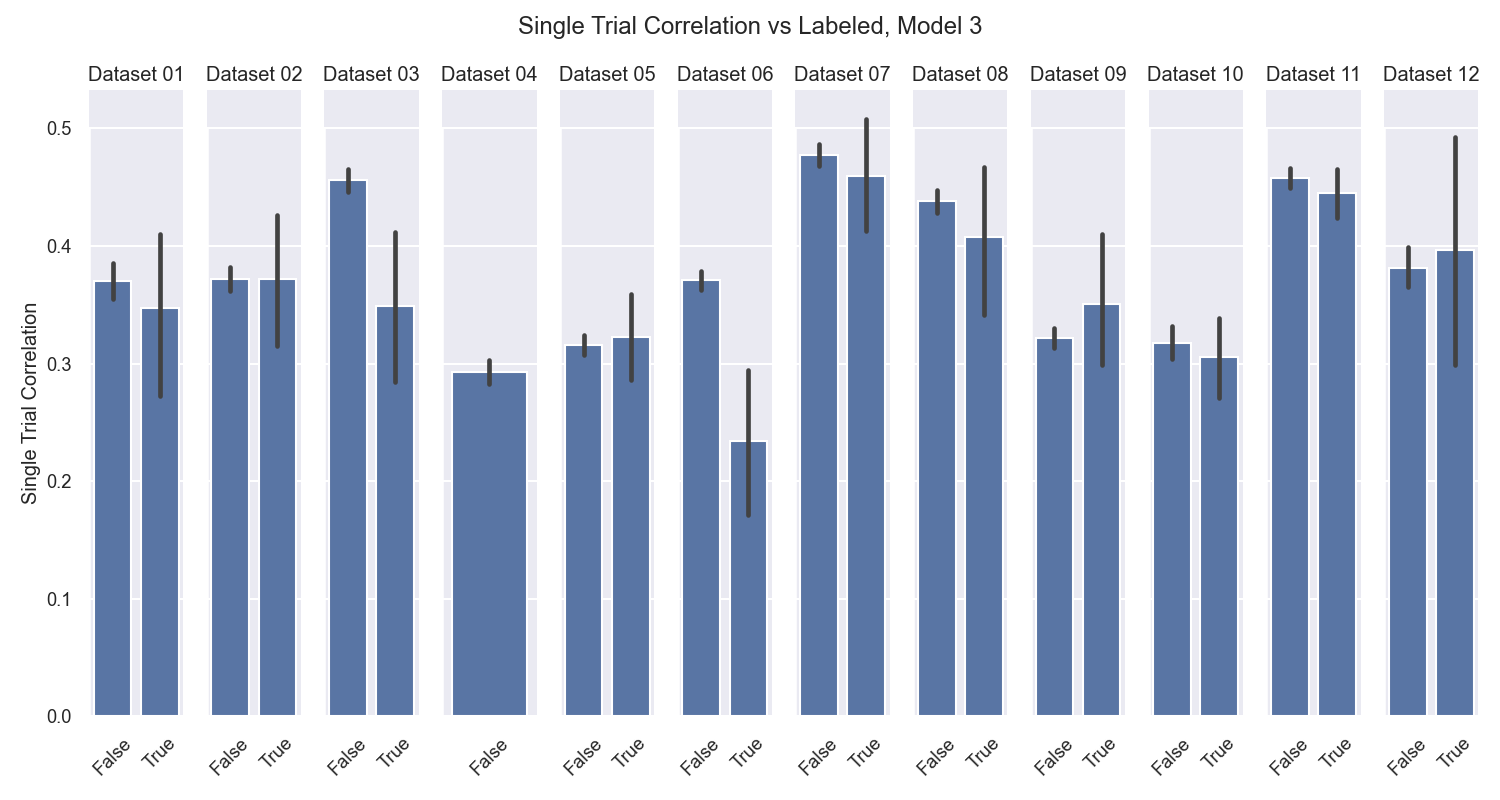 Single Trial Correlation vs Labeled, Model 3
Dataset 01 Dataset 02 Dataset 03 Dataset 04 Dataset 05 Dataset 06 Dataset 07 Dataset 08 Dataset 09 Dataset 10 Dataset 11 Dataset 12
Single Trial Correlation
0.5
0.4
0.3
0.2
0.1
0.0
False True False True False True False False True False True False True False True False True False True False True False True